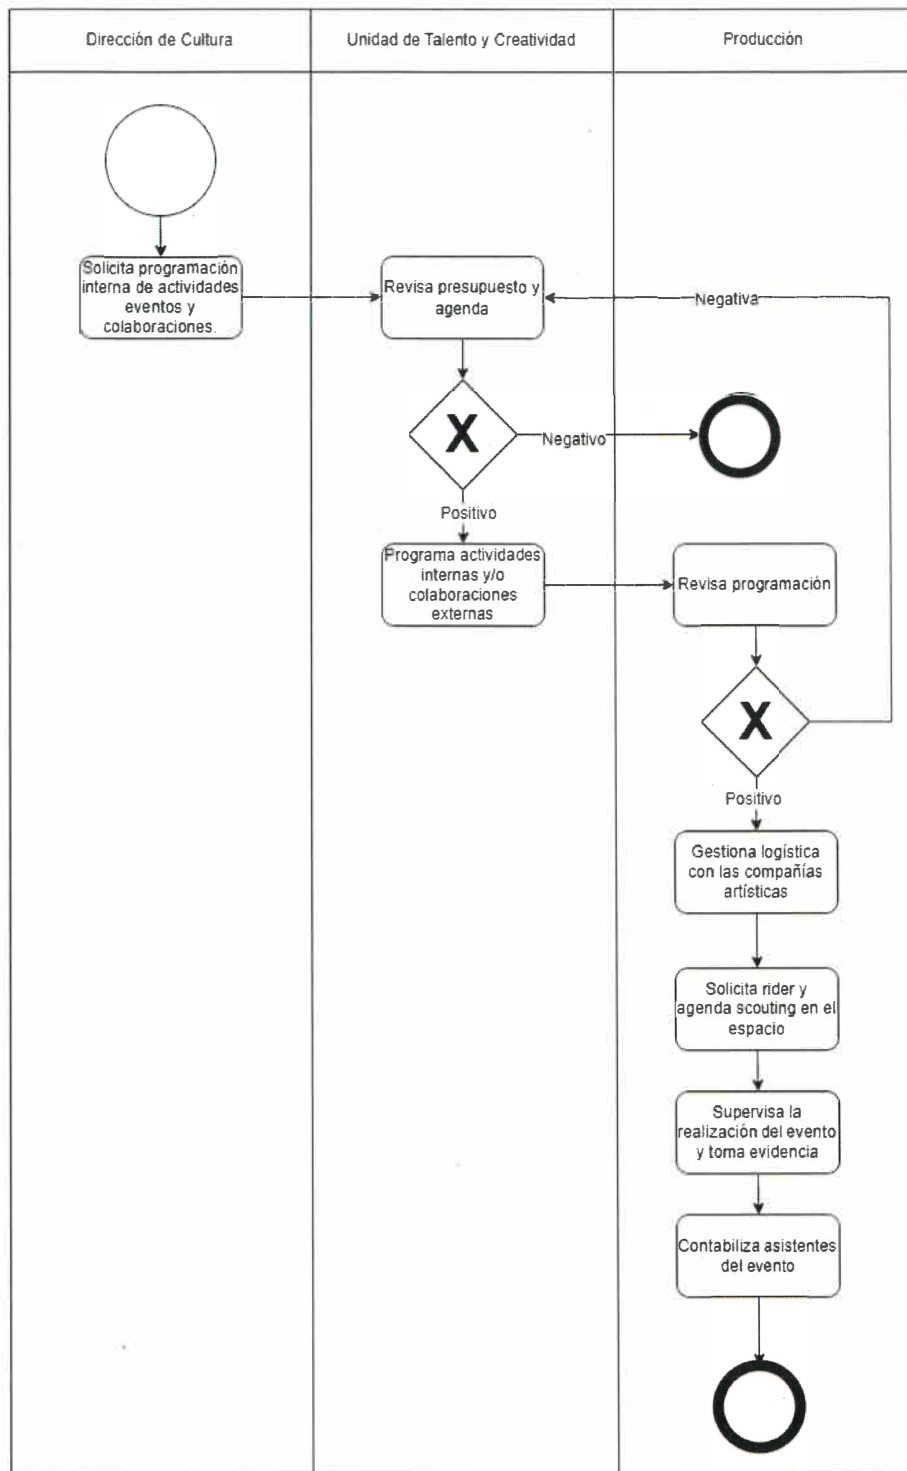 Dirección de Cultura
Unidad de Talento y Creatividad
Producción
Solicita programación
interna de actividades
eventos y
colaboraciones.
Revisa presupuesto y
agenda
Negativa
X
Negativo
Positivo
Programa actividades
internas y/o
colaboraciones
externas
Revisa programación
X
Positivo
Gestiona logística
con las compañías
artísticas
Solicita rider y
agenda scouting en el
espacio
Supervisa la
realización del evento
y toma evidencia
Contabiliza asistentes
del evento